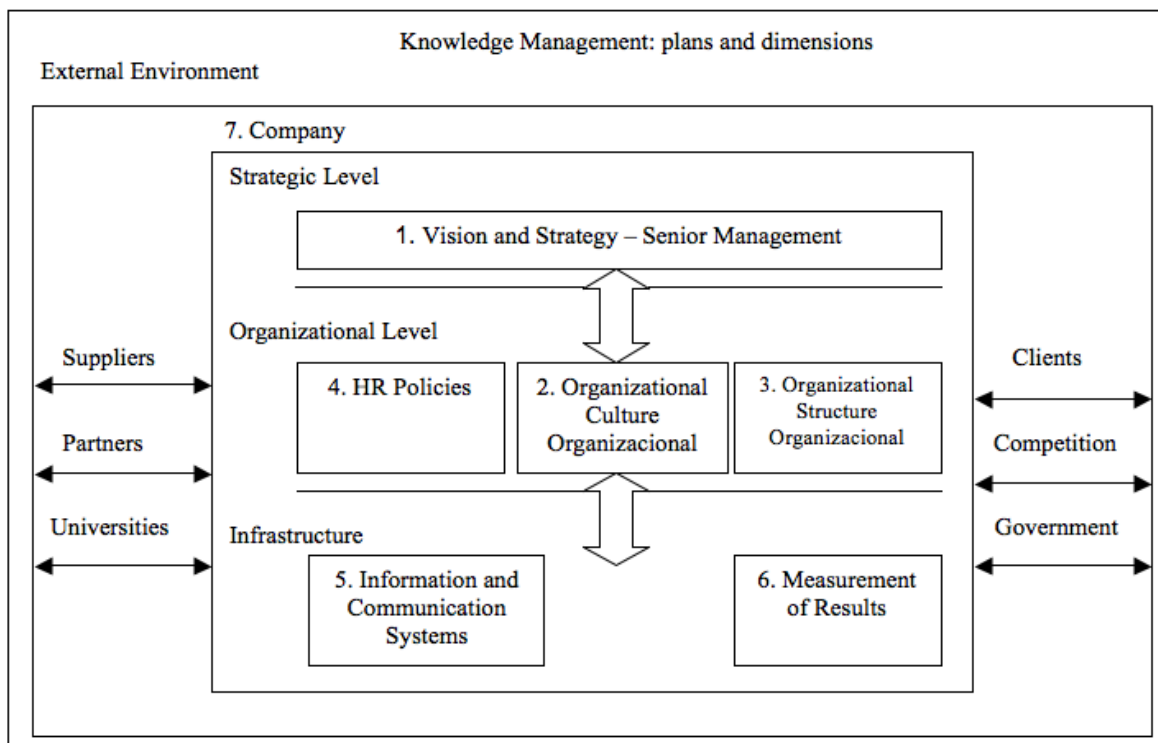 Knowledge Management: plans and dimensions
External Environment
7. Company
Strategic Level
1. Vision and Strategy – Senior Management
Organizational Level
Suppliers
Partners
Universities
4. HR Policies
2. Organizational
Culture
Organizacional
3. Organizational
Structure
Organizacional
Clients
Competition
Government
Infrastructure
5. Information and
Communication
Systems
6. Measurement
of Results